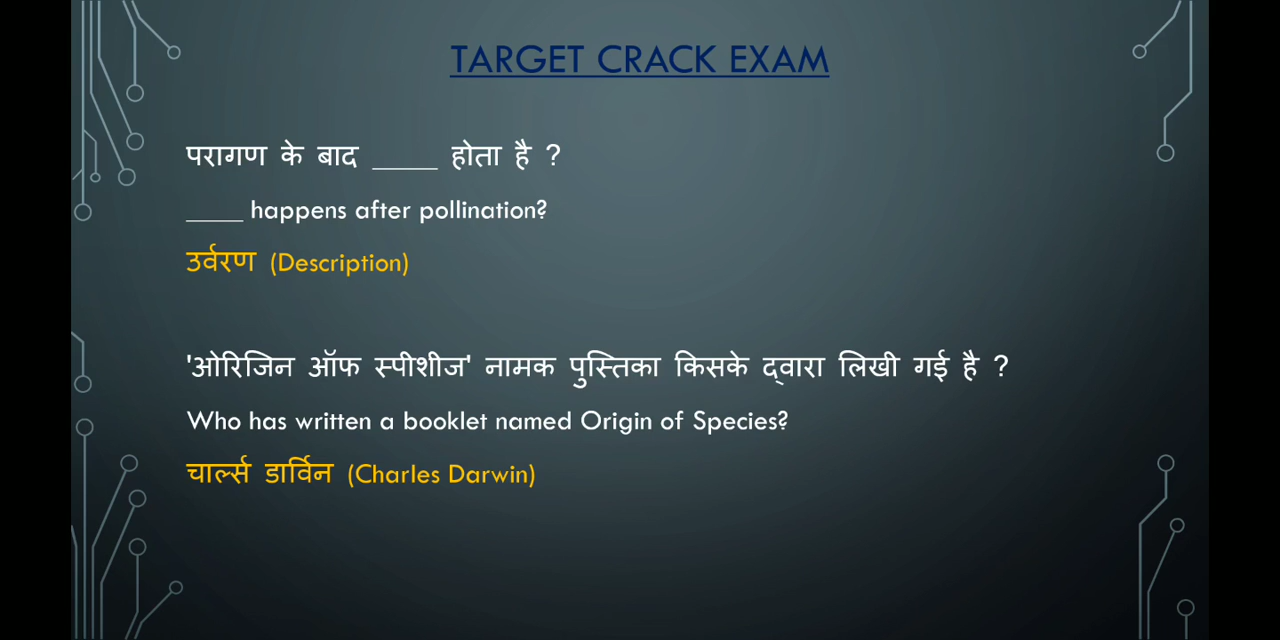 TARGET CRACK EXAM
परागण के बाद _____ होता है ?
_____ happens after pollination?
उर्वरण (Description)
'ओरिजिन ऑफ स्पीशीज' नामक पुस्तिका किसके द्वारा लिखी गई है ?
Who has written a booklet named Origin of Species?
चार्ल्स डार्विन (Charles Darwin)